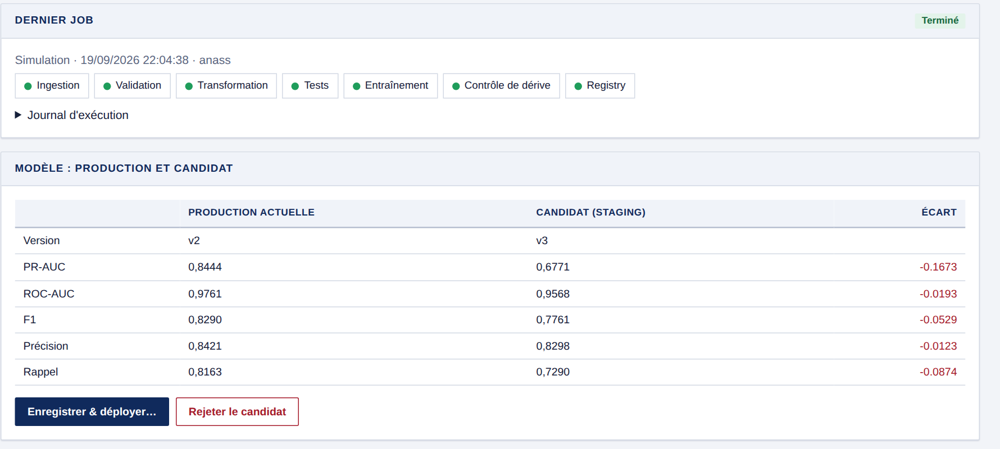 DERNIER JOB
Terminé
Simulation · 19/09/2026 22:04:38 · anass
Ingestion Validation Transformation Tests Entraînement Contrôle de dérive Registry
Journal d'exécution
MODÈLE : PRODUCTION ET CANDIDAT
PRODUCTION ACTUELLE CANDIDAT (STAGING) ÉCART
Version v2 v3
PR-AUC 0,8444 0,6771 -0.1673
ROC-AUC 0,9761 0,9568 -0.0193
F1 0,8290 0,7761 -0.0529
Précision 0,8421 0,8298 -0.0123
Rappel 0,8163 0,7290 -0.0874
Enregistrer & déployer… Rejeter le candidat